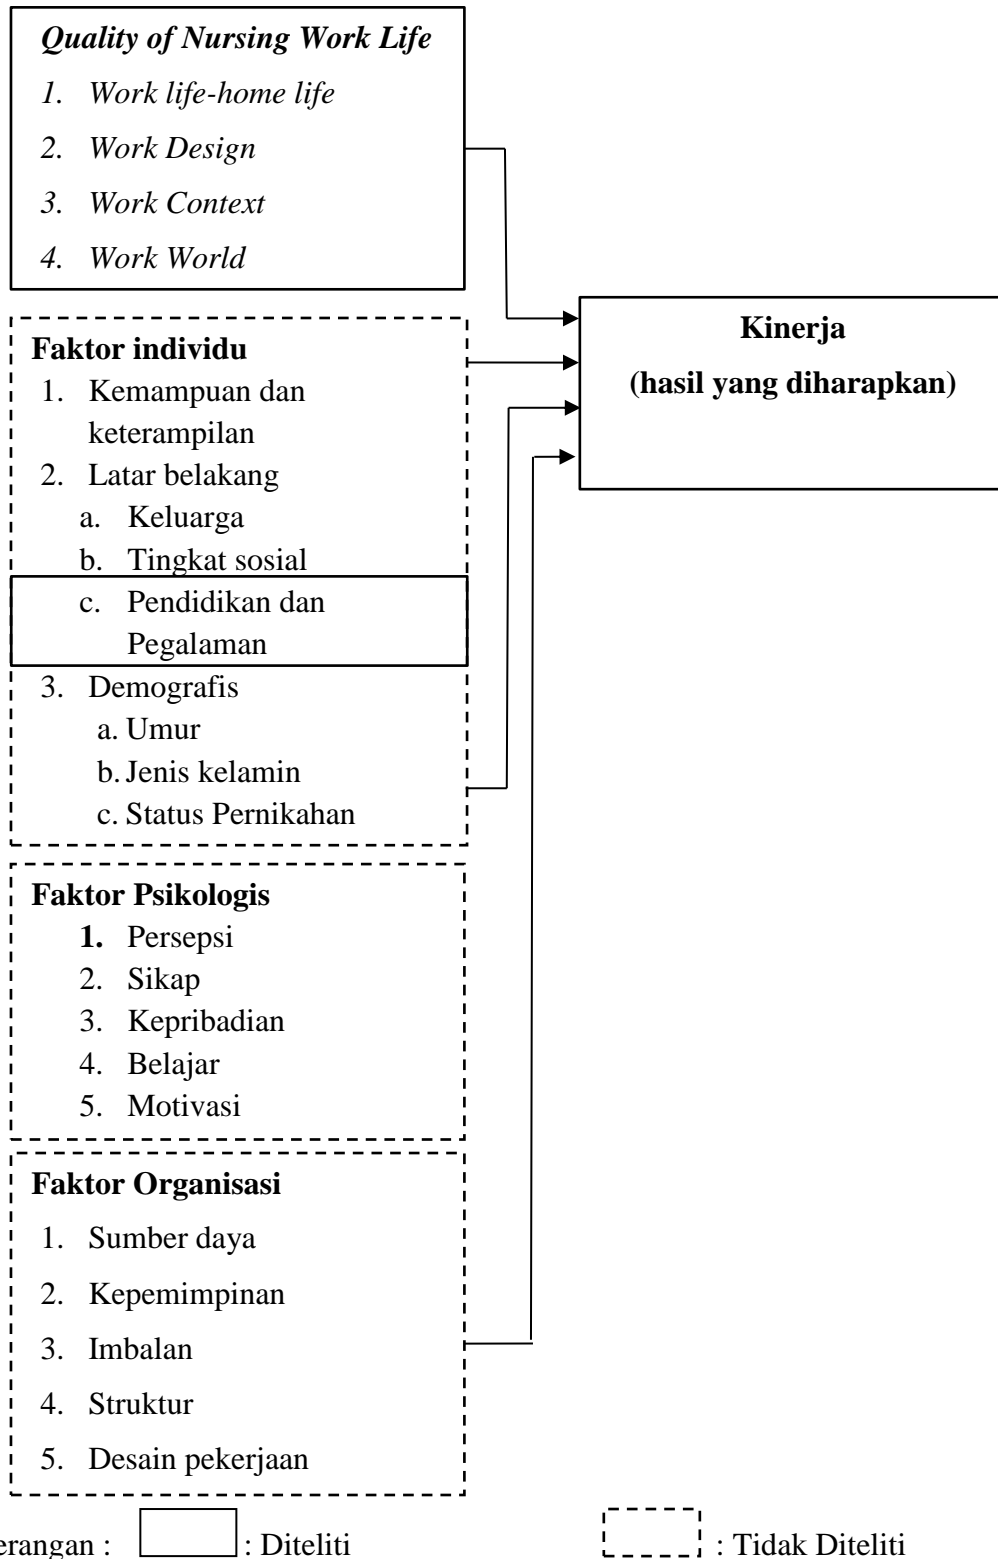 Quality of Nursing Work Life
1. Work life-home life
2. Work Design
3. Work Context
4. Work World
Faktor individu
1. Kemampuan dan
keterampilan
2. Latar belakang
a. Keluarga
b. Tingkat sosial
c. Pendidikan dan
Pegalaman
3. Demografis
a. Umur
b. Jenis kelamin
c. Status Pernikahan
Faktor Psikologis
1. Persepsi
2. Sikap
3. Kepribadian
4. Belajar
5. Motivasi
Faktor Organisasi
1. Sumber daya
2. Kepemimpinan
3. Imbalan
4. Struktur
5. Desain pekerjaan
Kinerja
(hasil yang diharapkan)
erangan : : Diteliti : Tidak Diteliti